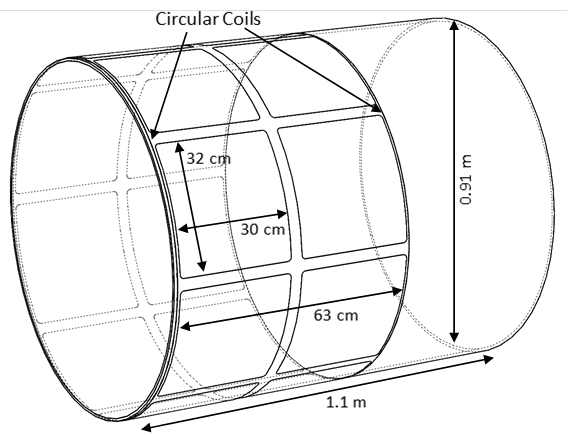 Circular Coils
32 cm
30 cm
63 cm
0.91 m
1.1 m